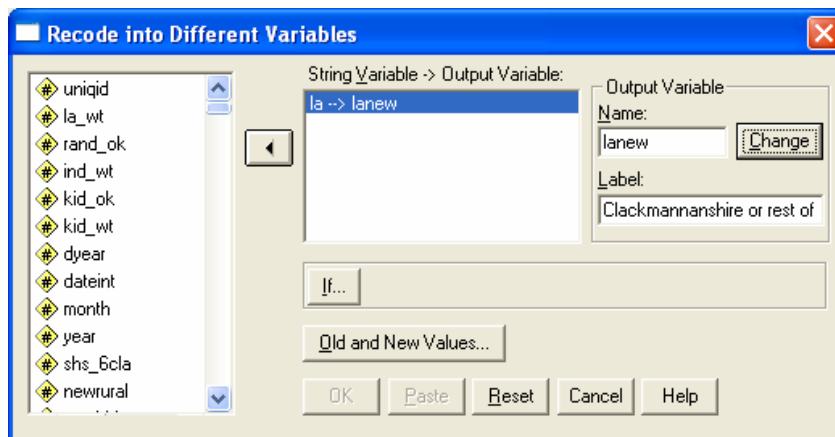 Recode into Different Variables
uniqid
la_wt
rand_ok
ind_wt
kid_ok
kid_wt
dyear
dateint
month
year
shs_6cla
newrural
String Variable -> Output Variable:
la --> lanew
Output Variable
Name:
lanew
Change
Label:
Clackmannanshire or rest of
If...
Old and New Values...
OK
Paste
Reset
Cancel
Help